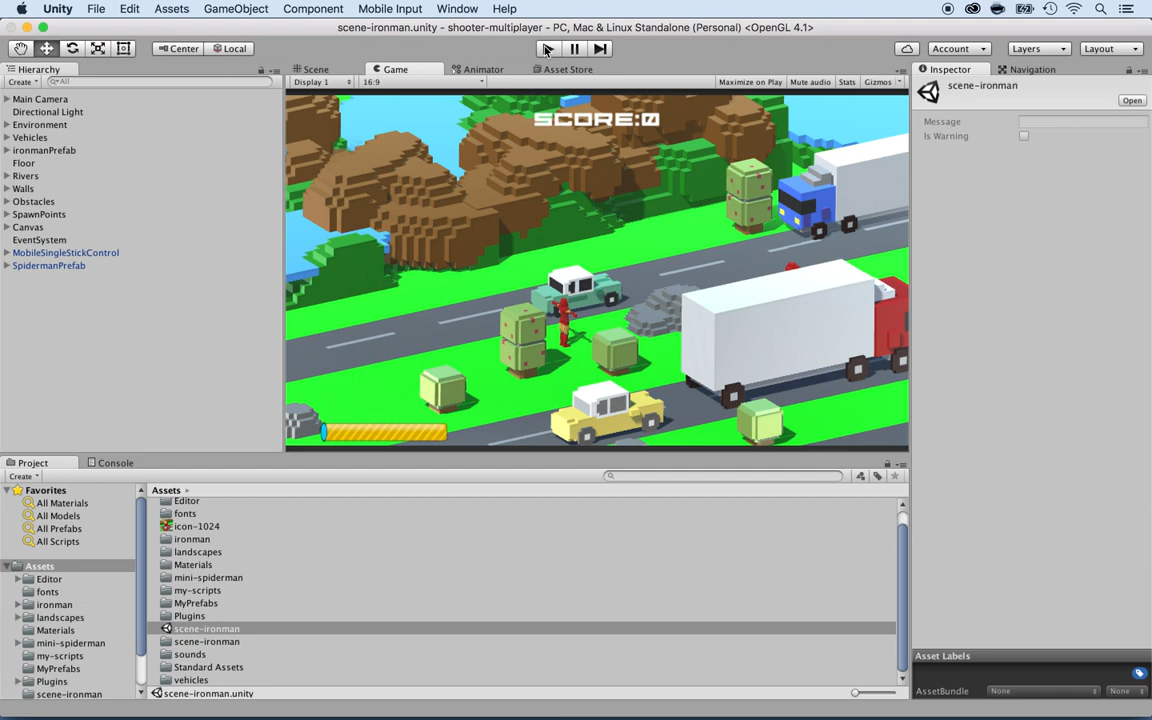 Unity File Edit Assets GameObject Component Mobile Input Window Help
scene-ironman.unity - shooter-multiplayer - PC, Mac & Linux Standalone (Personal) <OpenGL 4.1>
Center Local Account Layers Layout
Hierarchy
Create All
Main Camera
Directional Light
Environment
Vehicles
ironmanPrefab
Floor
Rivers
Walls
Obstacles
SpawnPoints
Canvas
EventSystem
MobileSingleStickControl
SpidermanPrefab
Scene Game Animator Asset Store
Display 1 16:9 Maximize on Play Mute audio Stats Gizmos
SCORE:0
Inspector Navigation
scene-ironman
Open
Message
Is Warning
Project Console
Create
Favorites
All Materials
All Models
All Prefabs
All Scripts
Assets
Editor
fonts
ironman
landscapes
Materials
mini-spiderman
my-scripts
MyPrefabs
Plugins
scene-ironman
Assets
Editor
fonts
icon-1024
ironman
landscapes
Materials
mini-spiderman
my-scripts
MyPrefabs
Plugins
scene-ironman
scene-ironman
sounds
Standard Assets
vehicles
scene-ironman.unity
Asset Labels
AssetBundle None None